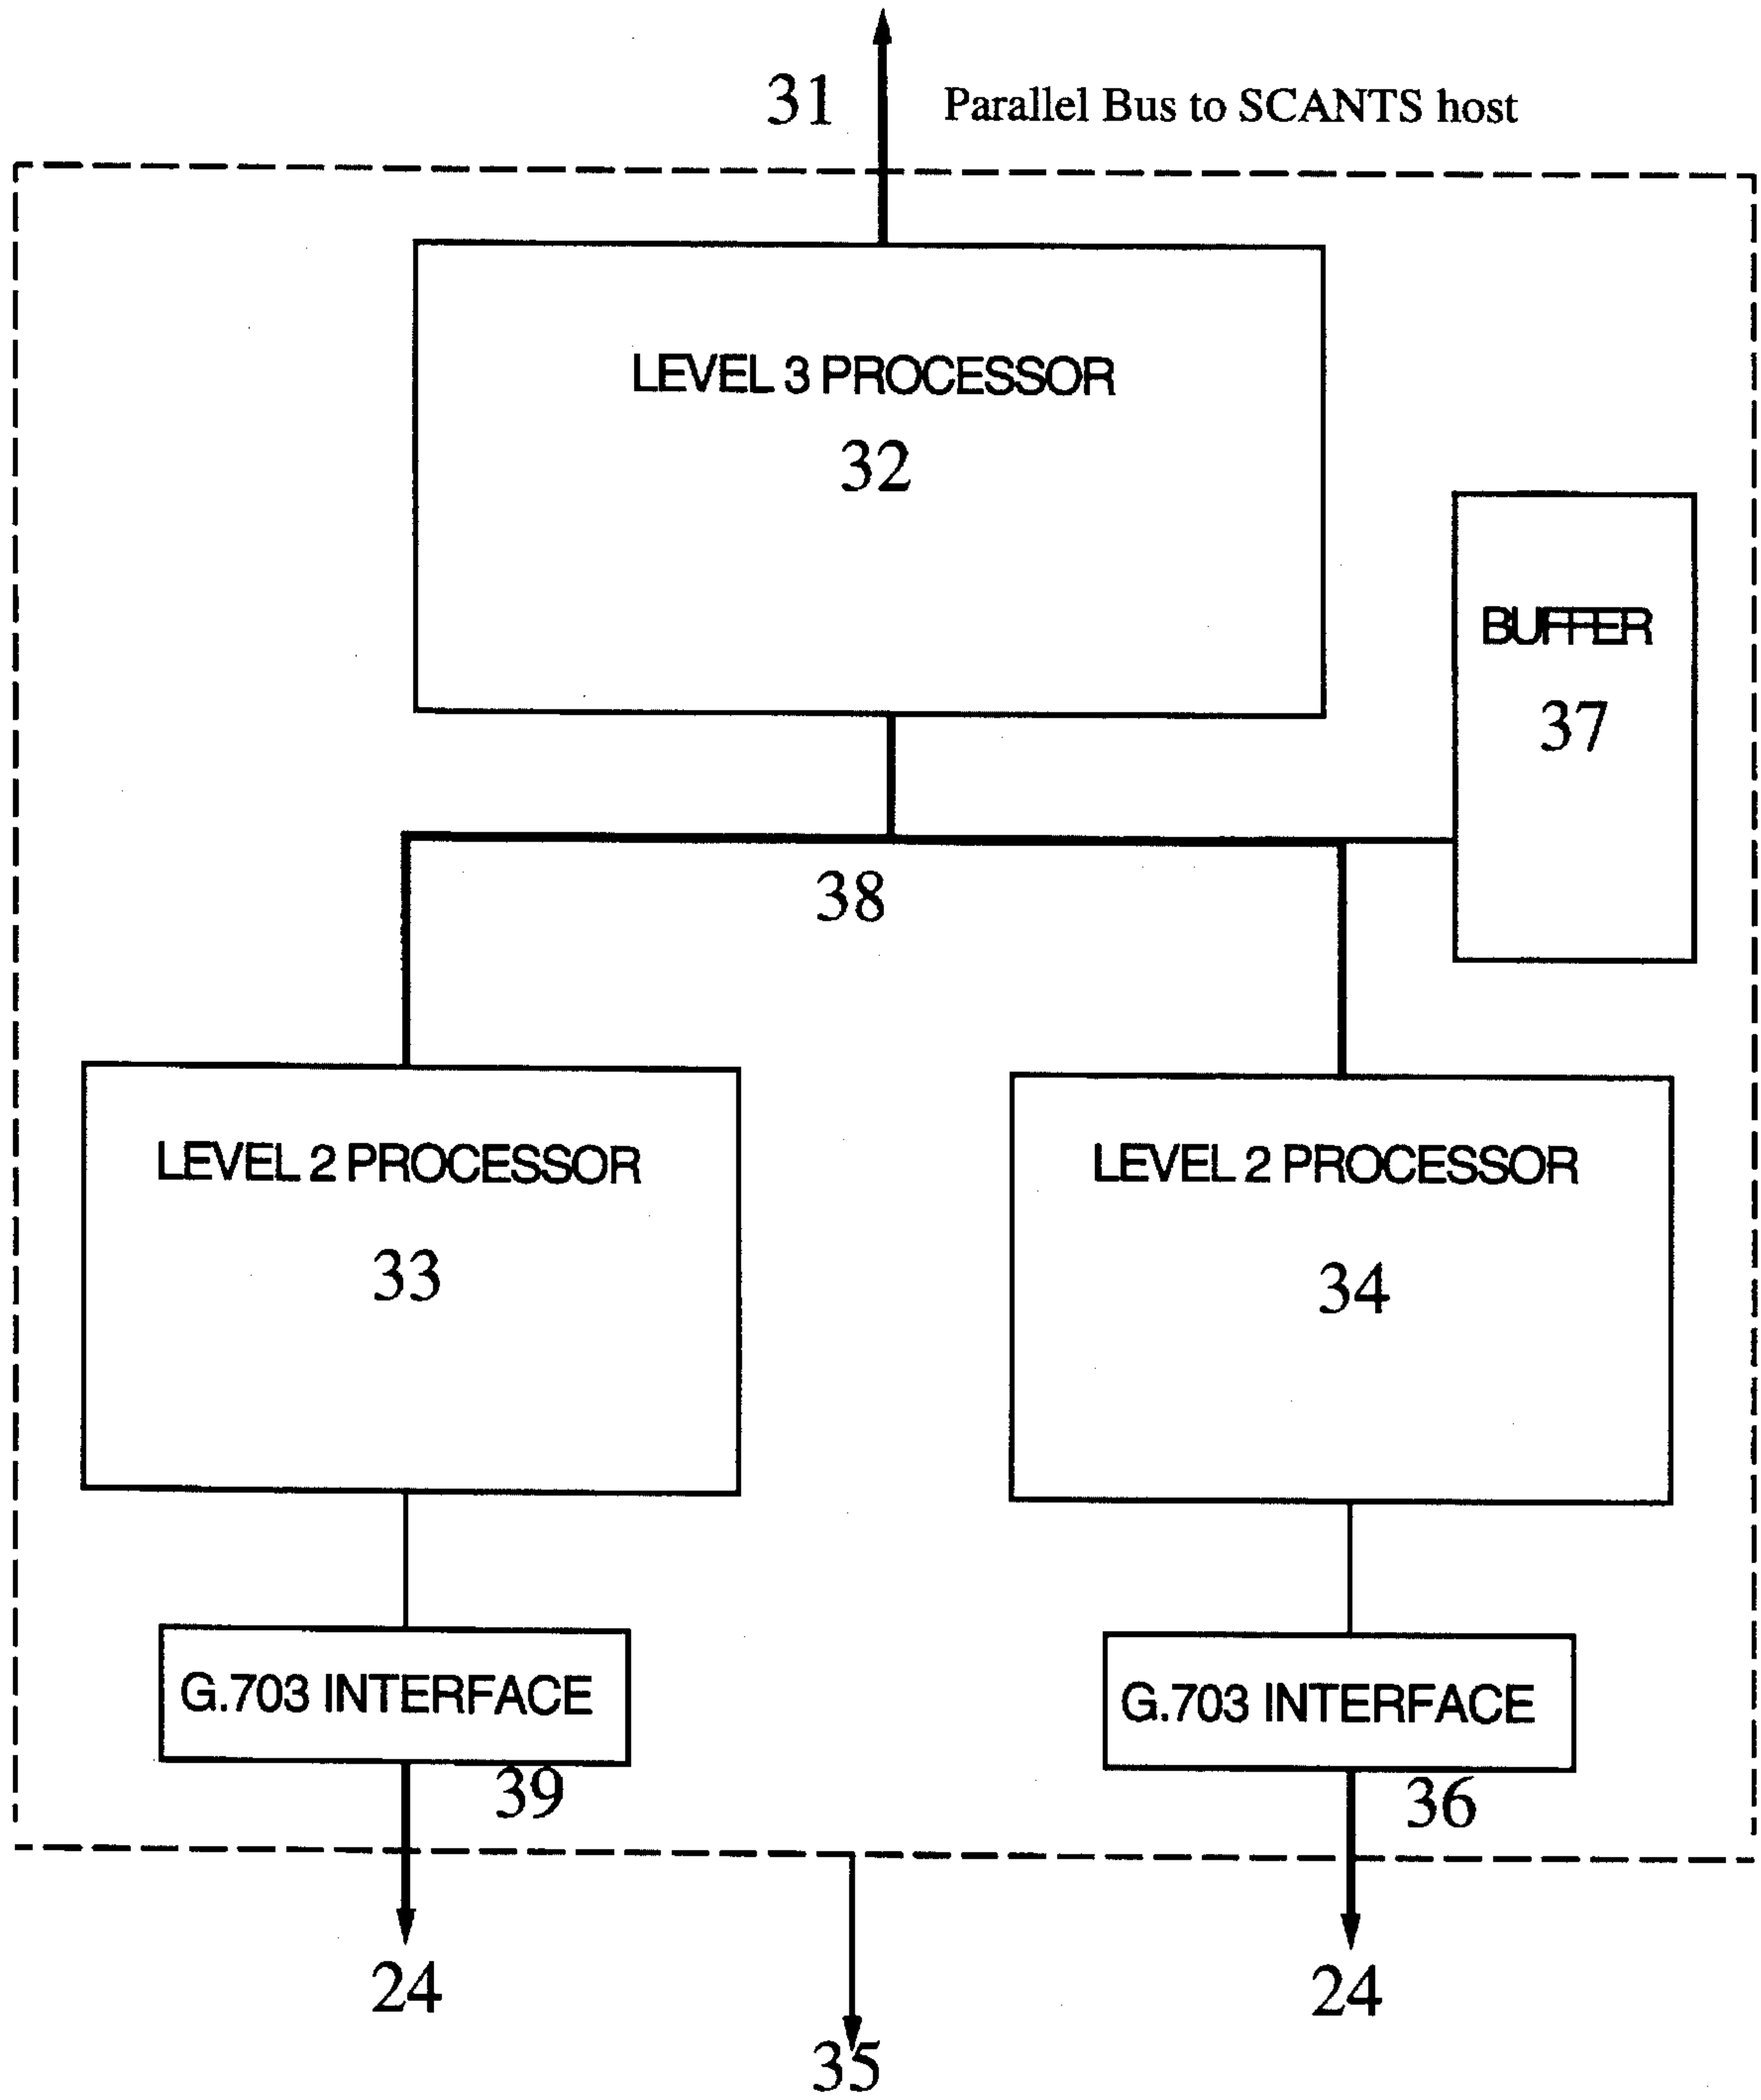 31
Parallel Bus to SCANTS host
LEVEL 3 PROCESSOR
32
BUFFER
37
38
LEVEL 2 PROCESSOR
33
LEVEL 2 PROCESSOR
34
G.703 INTERFACE
39
G.703 INTERFACE
36
24
24
35